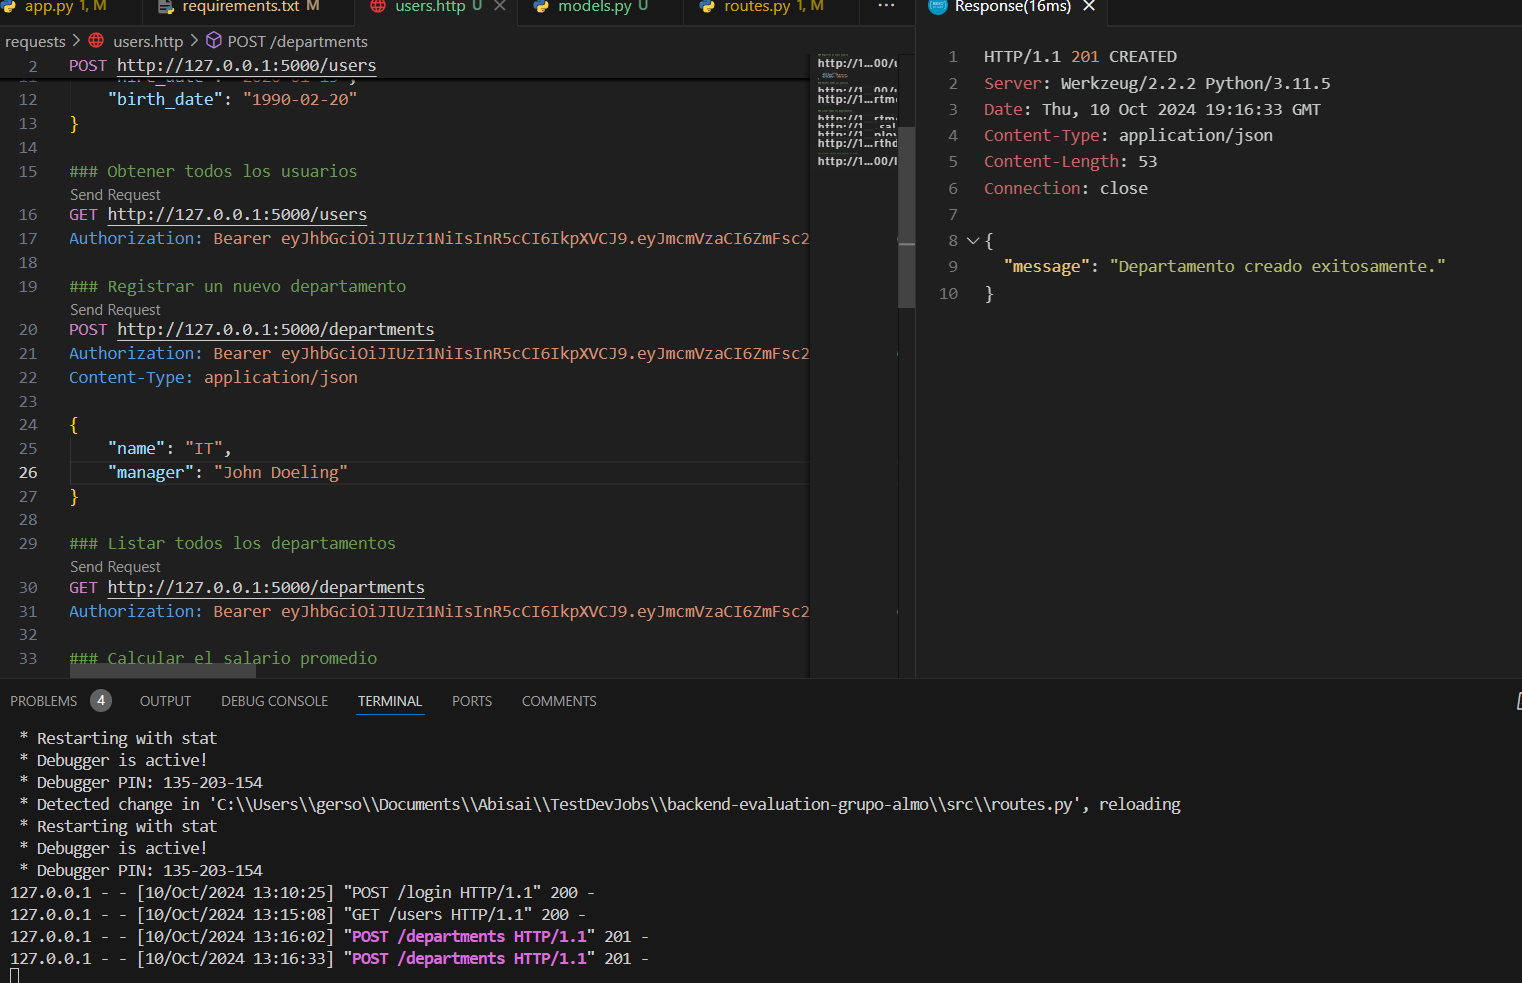 app.py 1, M
requirements.txt M
users.http U
models.py U
routes.py 1, M
Response(16ms)
requests > users.http > POST /departments
2 POST http://127.0.0.1:5000/users
12 "birth_date": "1990-02-20"
13 }
14
15 ### Obtener todos los usuarios
Send Request
16 GET http://127.0.0.1:5000/users
17 Authorization: Bearer eyJhbGciOiJIUzI1NiIsInR5cCI6IkpXVCJ9.eyJmcmVzaCI6ZmFsc2
18
19 ### Registrar un nuevo departamento
Send Request
20 POST http://127.0.0.1:5000/departments
21 Authorization: Bearer eyJhbGciOiJIUzI1NiIsInR5cCI6IkpXVCJ9.eyJmcmVzaCI6ZmFsc2
22 Content-Type: application/json
23
24 {
25 "name": "IT",
26 "manager": "John Doeling"
27 }
28
29 ### Listar todos los departamentos
Send Request
30 GET http://127.0.0.1:5000/departments
31 Authorization: Bearer eyJhbGciOiJIUzI1NiIsInR5cCI6IkpXVCJ9.eyJmcmVzaCI6ZmFsc2
32
33 ### Calcular el salario promedio
1 HTTP/1.1 201 CREATED
2 Server: Werkzeug/2.2.2 Python/3.11.5
3 Date: Thu, 10 Oct 2024 19:16:33 GMT
4 Content-Type: application/json
5 Content-Length: 53
6 Connection: close
7
8 {
9 "message": "Departamento creado exitosamente."
10 }
PROBLEMS 4 OUTPUT DEBUG CONSOLE TERMINAL PORTS COMMENTS
* Restarting with stat
* Debugger is active!
* Debugger PIN: 135-203-154
* Detected change in 'C:\\Users\\gerso\\Documents\\Abisai\\TestDevJobs\\backend-evaluation-grupo-almo\\src\\routes.py', reloading
* Restarting with stat
* Debugger is active!
* Debugger PIN: 135-203-154
127.0.0.1 - - [10/Oct/2024 13:10:25] "POST /login HTTP/1.1" 200 -
127.0.0.1 - - [10/Oct/2024 13:15:08] "GET /users HTTP/1.1" 200 -
127.0.0.1 - - [10/Oct/2024 13:16:02] "POST /departments HTTP/1.1" 201 -
127.0.0.1 - - [10/Oct/2024 13:16:33] "POST /departments HTTP/1.1" 201 -